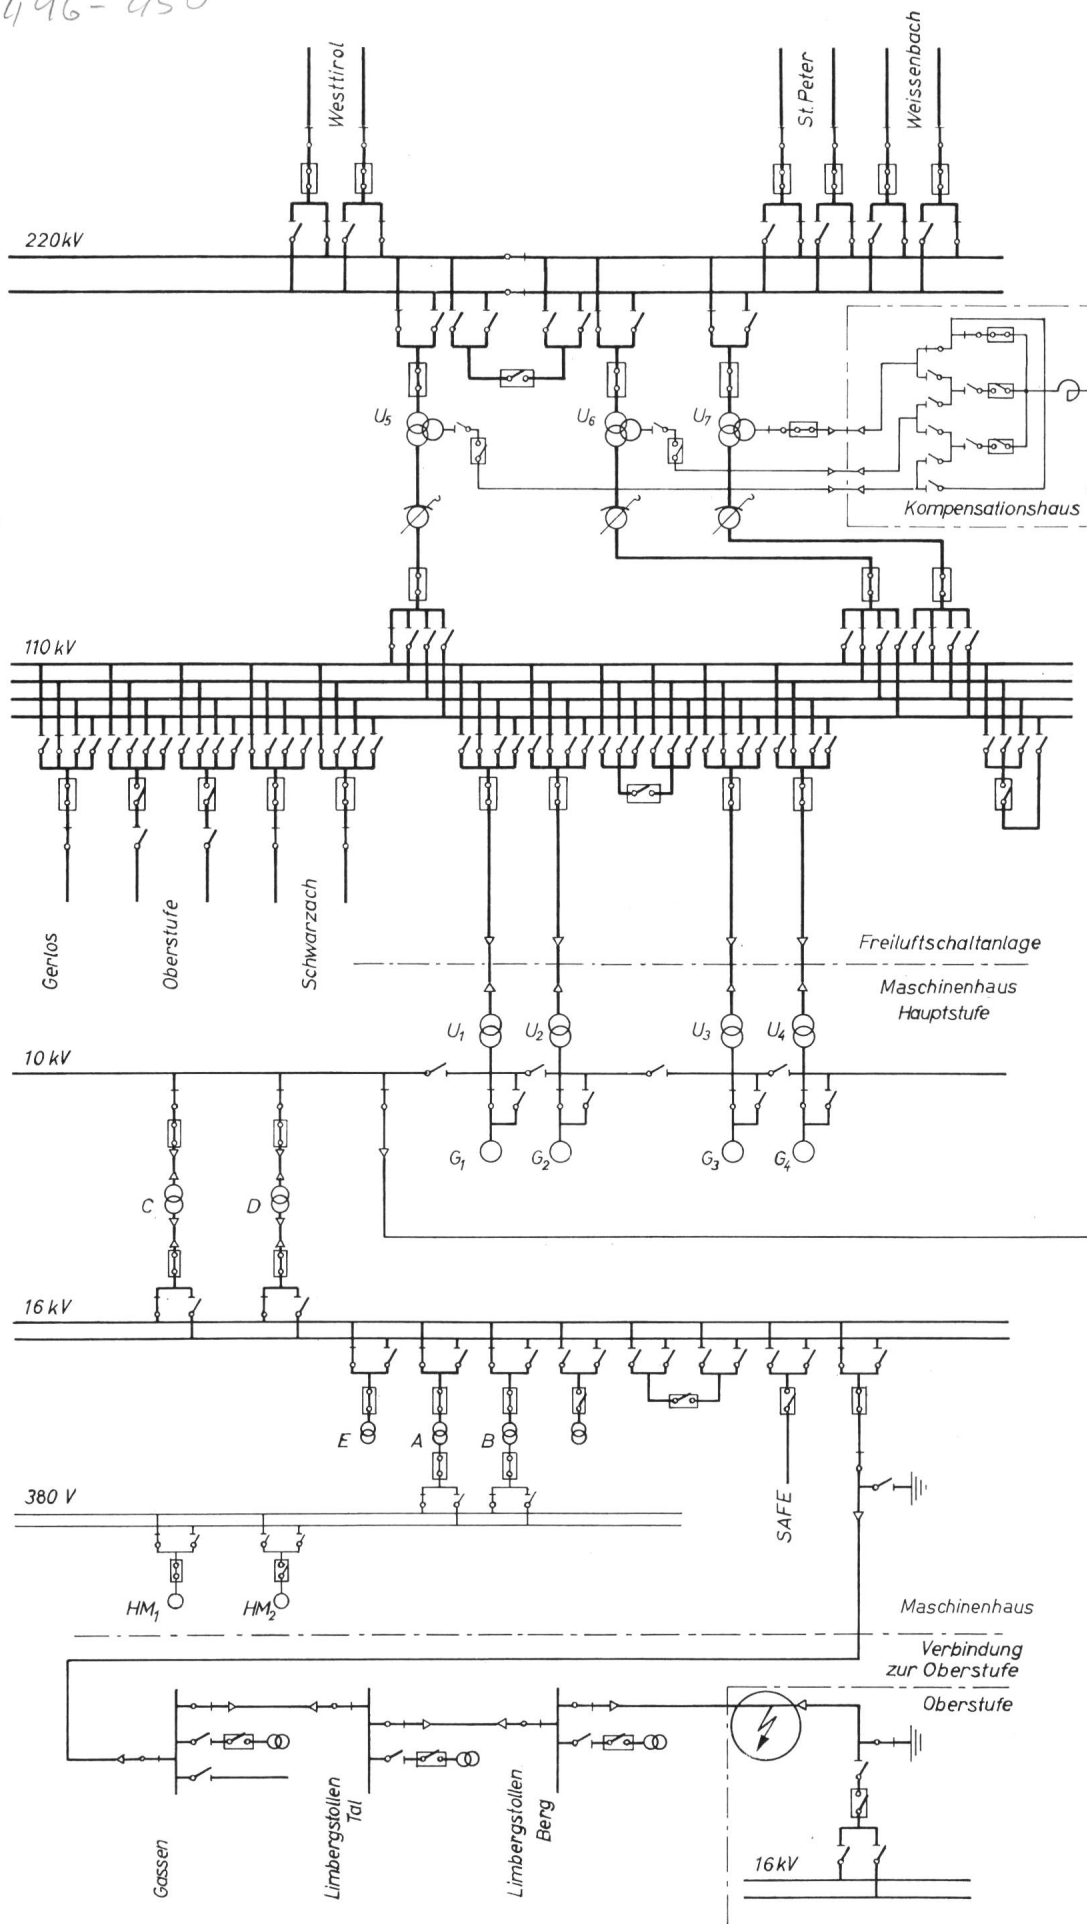 496-450
Westtirol
St.Peter
Weissenbach
220kV
U5
U6
U7
Kompensationshaus
110 kV
Gerlos
Oberstufe
Schwarzach
Freiluftschaltanlage
Maschinenhaus
Hauptstufe
U1
U2
U3
U4
10 kV
G1
G2
G3
G4
C
D
16 kV
E
A
B
380 V
SAFE
HM1
HM2
Maschinenhaus
Verbindung
zur Oberstufe
Oberstufe
Gassen
Limbergstollen
Tal
Limbergstollen
Berg
16kV